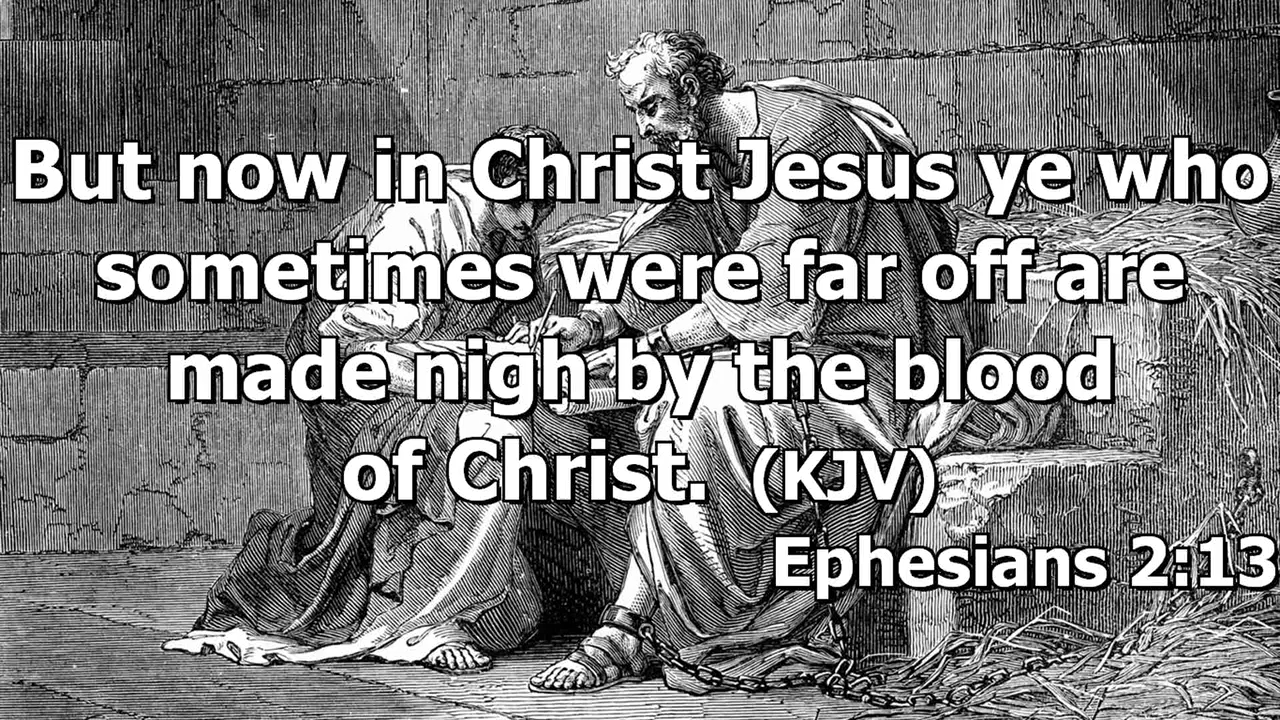 But now in Christ Jesus ye who
sometimes were far off are
made nigh by the blood
of Christ. (KJV)
Ephesians 2:13